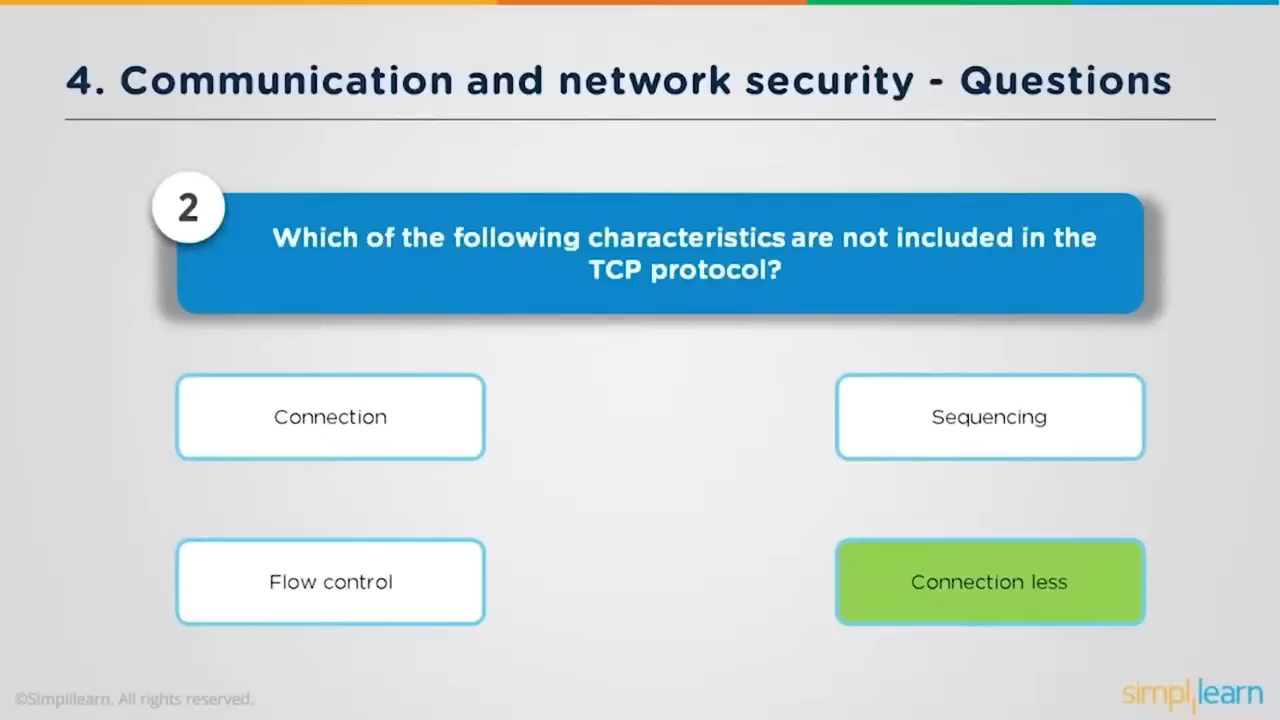 4. Communication and network security - Questions
2
Which of the following characteristics are not included in the
TCP protocol?
Connection
Sequencing
Flow control
Connection less
©Simplilearn. All rights reserved.
simplilearn